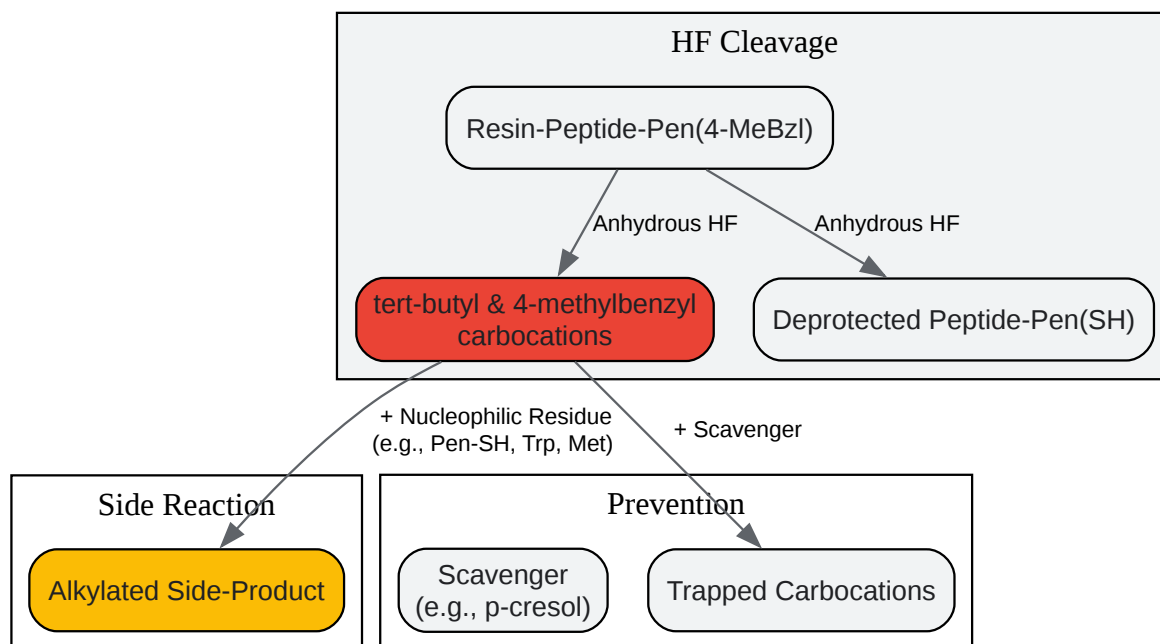 HF Cleavage
Resin-Peptide-Pen(4-MeBzl)
Anhydrous HF
Anhydrous HF
tert-butyl & 4-methylbenzyl
carbocations
Deprotected Peptide-Pen(SH)
+ Nucleophilic Residue
(e.g., Pen-SH, Trp, Met)
+ Scavenger
Side Reaction
Prevention
Alkylated Side-Product
Scavenger
(e.g., p-cresol)
Trapped Carbocations